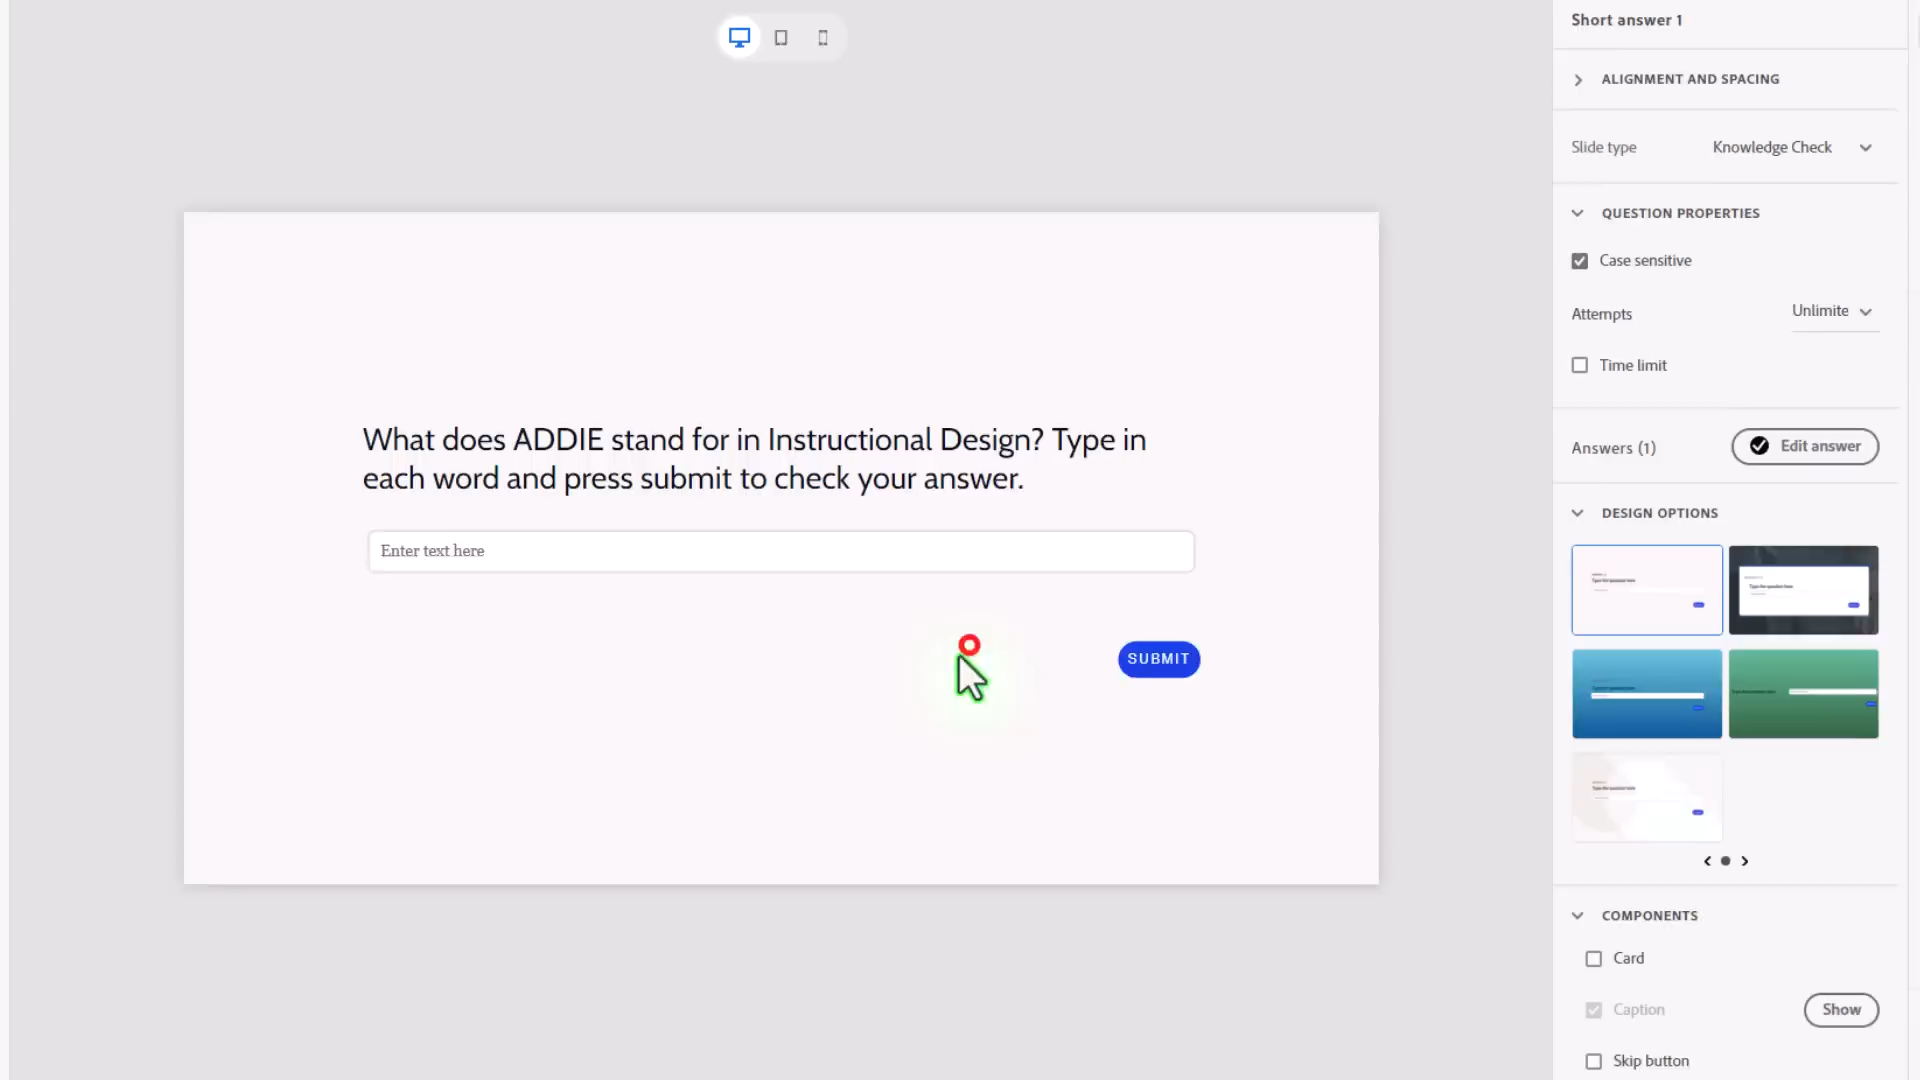 Short answer 1
ALIGNMENT AND SPACING
Slide type Knowledge Check
QUESTION PROPERTIES
Case sensitive
Attempts Unlimite
Time limit
Answers (1) Edit answer
DESIGN OPTIONS
COMPONENTS
Card
Caption Show
Skip button
What does ADDIE stand for in Instructional Design? Type in
each word and press submit to check your answer.
Enter text here
SUBMIT